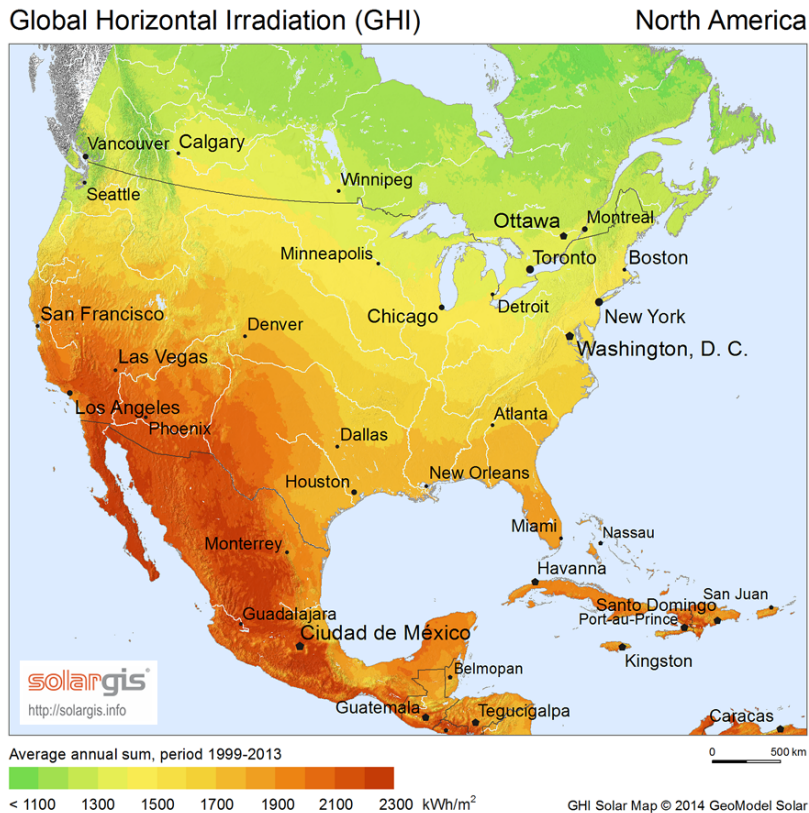 Global Horizontal Irradiation (GHI)
North America
Vancouver
Calgary
Seattle
Winnipeg
Ottawa
Montreal
Minneapolis
Toronto
Boston
Chicago
Detroit
New York
San Francisco
Denver
Washington, D. C.
Las Vegas
Los Angeles
Phoenix
Atlanta
Dallas
Houston
New Orleans
Miami
Nassau
Monterrey
Havanna
San Juan
Santo Domingo
Port-au-Prince
Guadalajara
Ciudad de México
Kingston
Belmopan
Guatemala
Tegucigalpa
Caracas
solargis®
http://solargis.info
Average annual sum, period 1999-2013
0 500 km
< 1100 1300 1500 1700 1900 2100 2300 kWh/m²
GHI Solar Map © 2014 GeoModel Solar